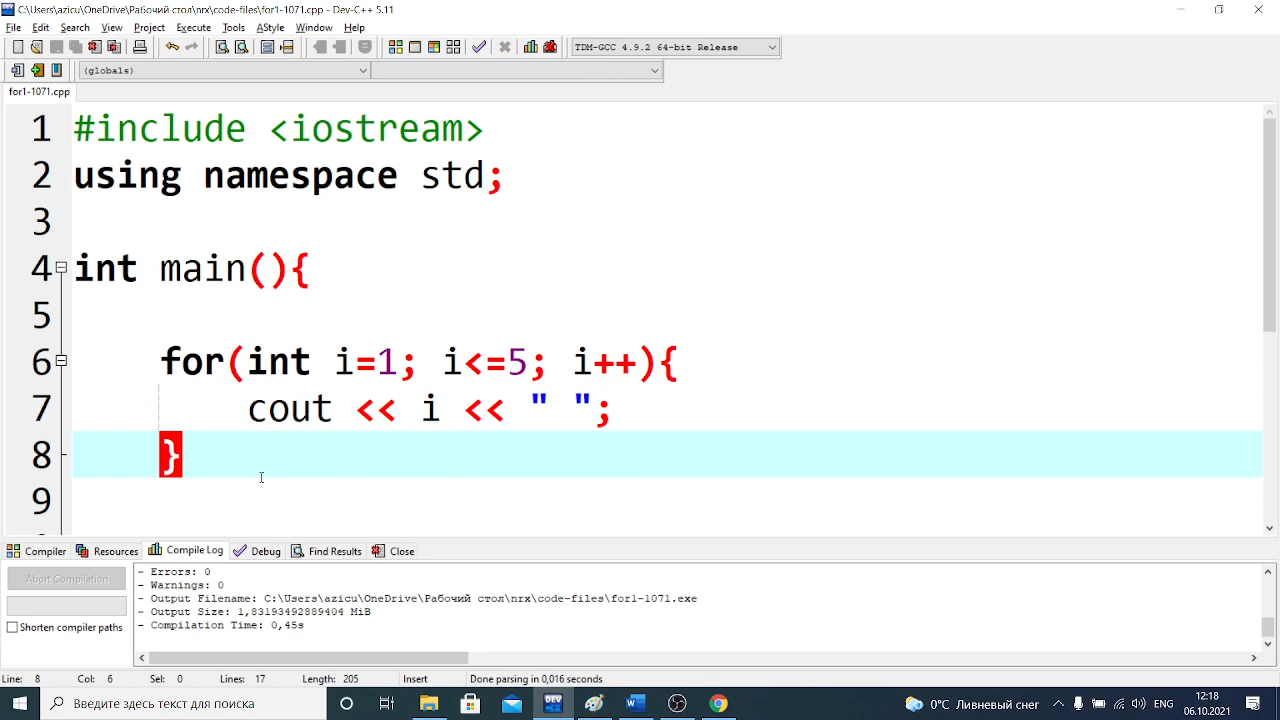 C:\Users\azicu\OneDrive\Рабочий стол\nrx\code-files\for1-1071.cpp - Dev-C++ 5.11
File Edit Search View Project Execute Tools AStyle Window Help
TDM-GCC 4.9.2 64-bit Release
(globals)
for1-1071.cpp
1 #include <iostream>
2 using namespace std;
3
4 int main(){
5
6 for(int i=1; i<=5; i++){
7 cout << i << " ";
8 }
9
Compiler Resources Compile Log Debug Find Results Close
Abort Compilation
Shorten compiler paths
- Errors: 0
- Warnings: 0
- Output Filename: C:\Users\azicu\OneDrive\Рабочий стол\nrx\code-files\for1-1071.exe
- Output Size: 1,83193492889404 MiB
- Compilation Time: 0,45s
Line: 8 Col: 6 Sel: 0 Lines: 17 Length: 205 Insert Done parsing in 0,016 seconds
Введите здесь текст для поиска
DEV
0°C Ливневый снег
12:18
06.10.2021